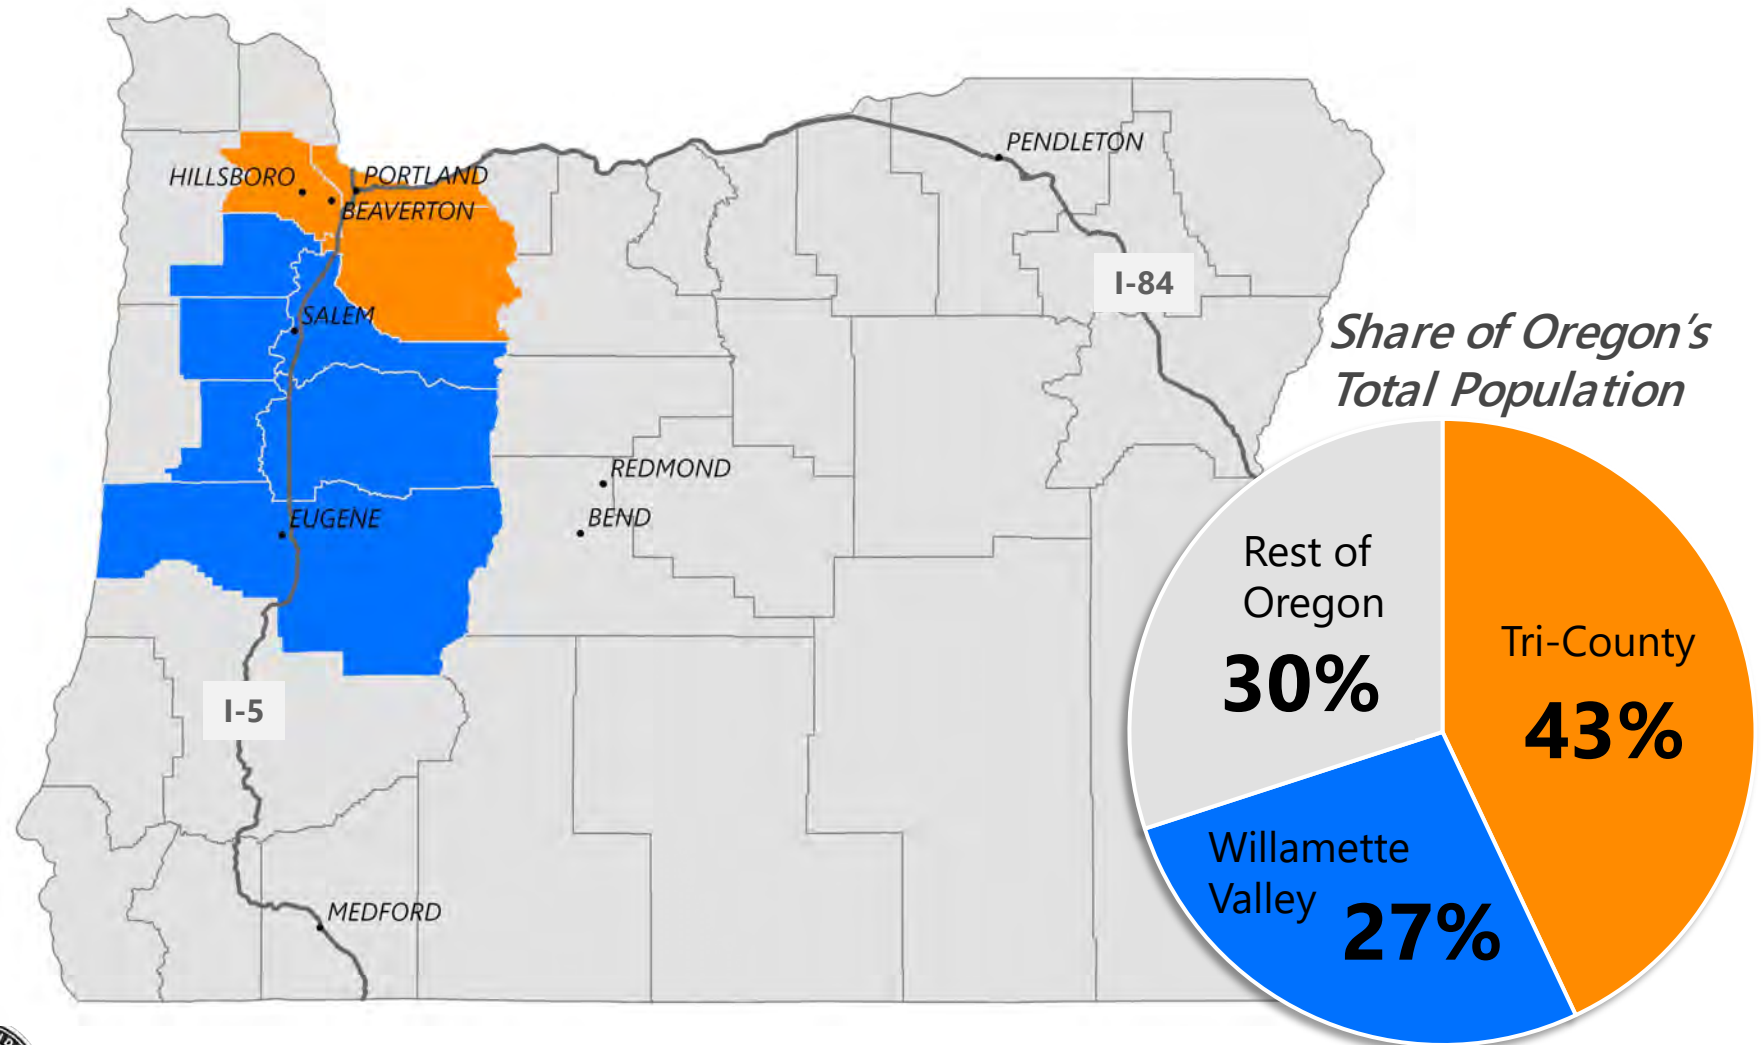 PENDLETON
HILLSBORO
PORTLAND
BEAVERTON
I-84
SALEM
Share of Oregon's
Total Population
REDMOND
EUGENE
BEND
Rest of
Oregon
30%
Tri-County
43%
I-5
Willamette
Valley
27%
MEDFORD